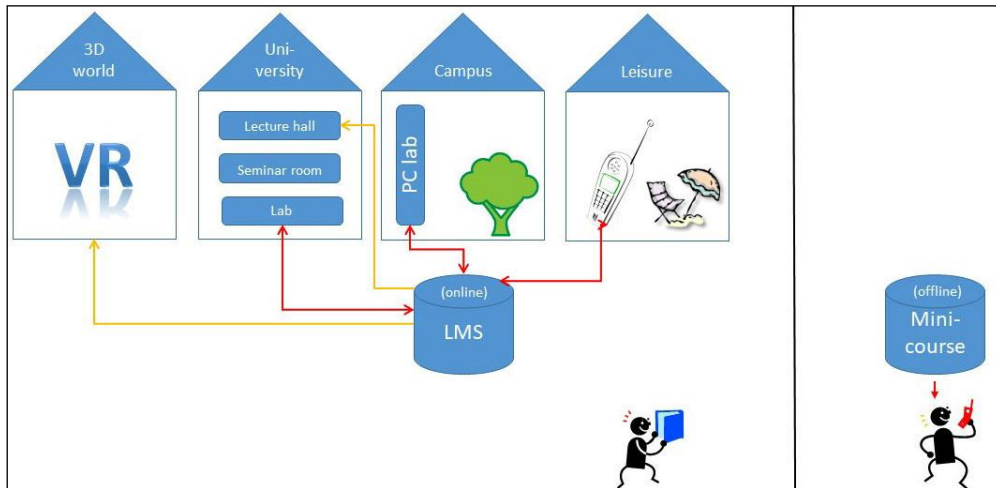 3D
world
Uni-
versity
Campus
Leisure
VR
Lecture hall
Seminar room
Lab
PC lab
(online)
LMS
(offline)
Mini-
course